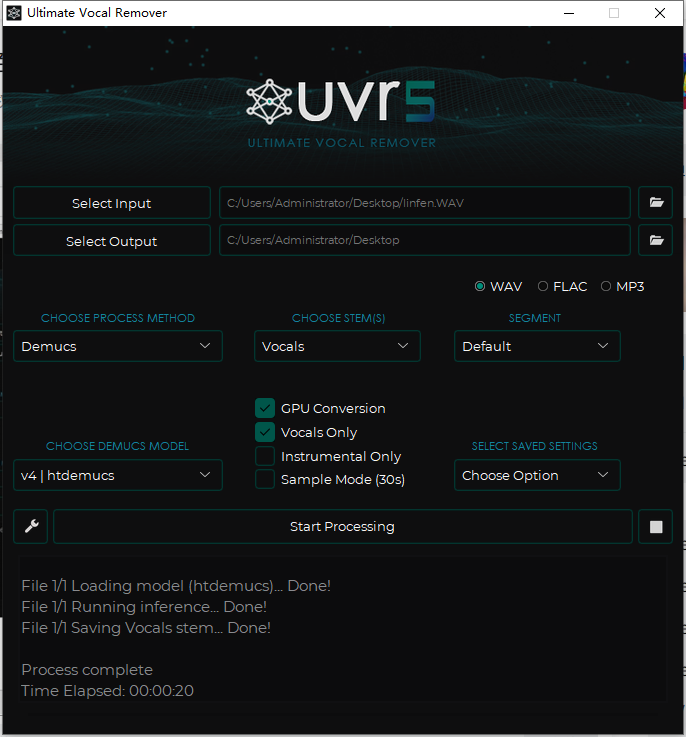 Ultimate Vocal Remover
uvr5
ULTIMATE VOCAL REMOVER
Select Input
C:/Users/Administrator/Desktop/linfen.WAV
Select Output
C:/Users/Administrator/Desktop
WAV FLAC MP3
CHOOSE PROCESS METHOD
CHOOSE STEM(S)
SEGMENT
Demucs
Vocals
Default
GPU Conversion
Vocals Only
Instrumental Only
Sample Mode (30s)
CHOOSE DEMUCS MODEL
SELECT SAVED SETTINGS
v4 | htdemucs
Choose Option
Start Processing
File 1/1 Loading model (htdemucs)... Done!
File 1/1 Running inference... Done!
File 1/1 Saving Vocals stem... Done!
Process complete
Time Elapsed: 00:00:20